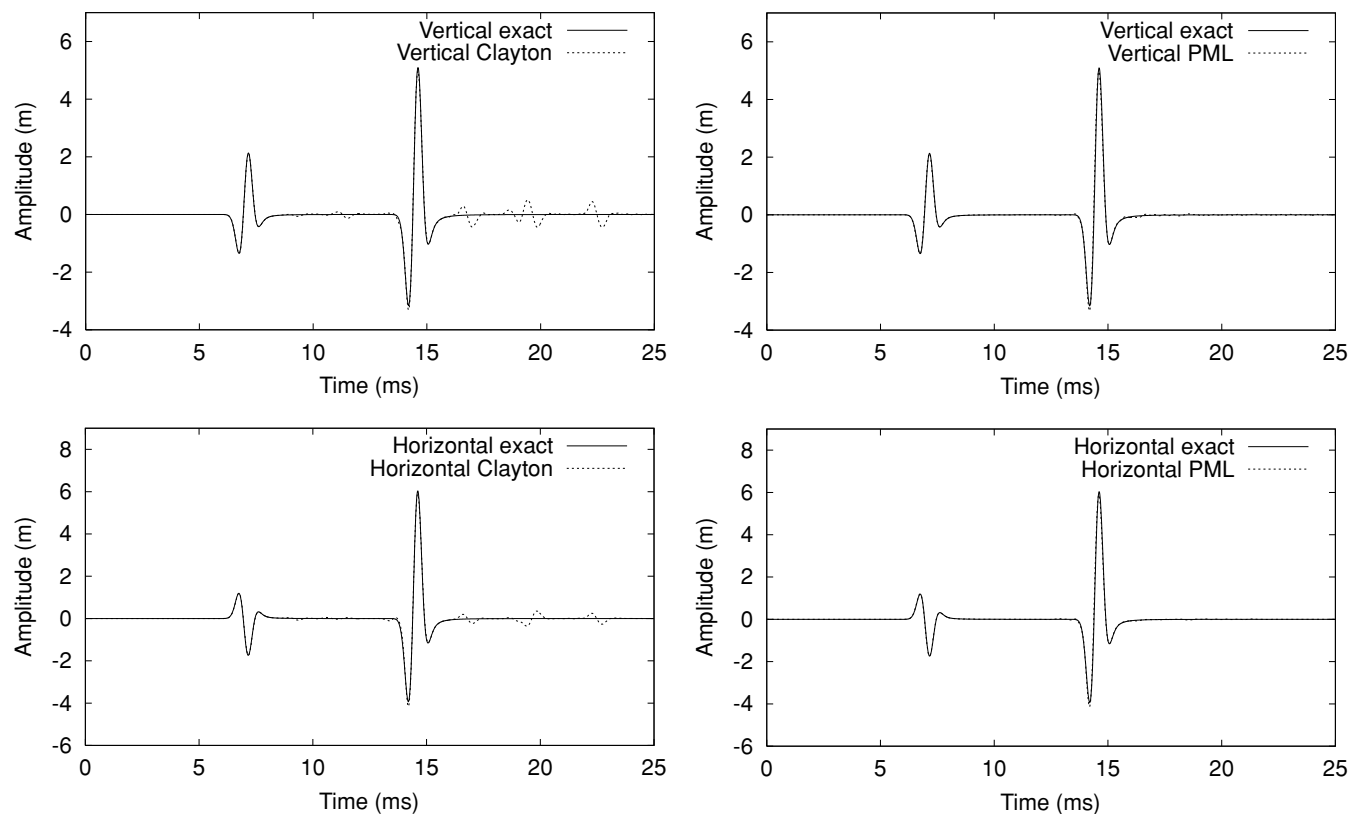 Vertical exact
Vertical Clayton
6
4
2
0
-2
-4
Amplitude (m)
0 5 10 15 20 25
Time (ms)
Vertical exact
Vertical PML
6
4
2
0
-2
-4
Amplitude (m)
0 5 10 15 20 25
Time (ms)
Horizontal exact
Horizontal Clayton
8
6
4
2
0
-2
-4
-6
Amplitude (m)
0 5 10 15 20 25
Time (ms)
Horizontal exact
Horizontal PML
8
6
4
2
0
-2
-4
-6
Amplitude (m)
0 5 10 15 20 25
Time (ms)